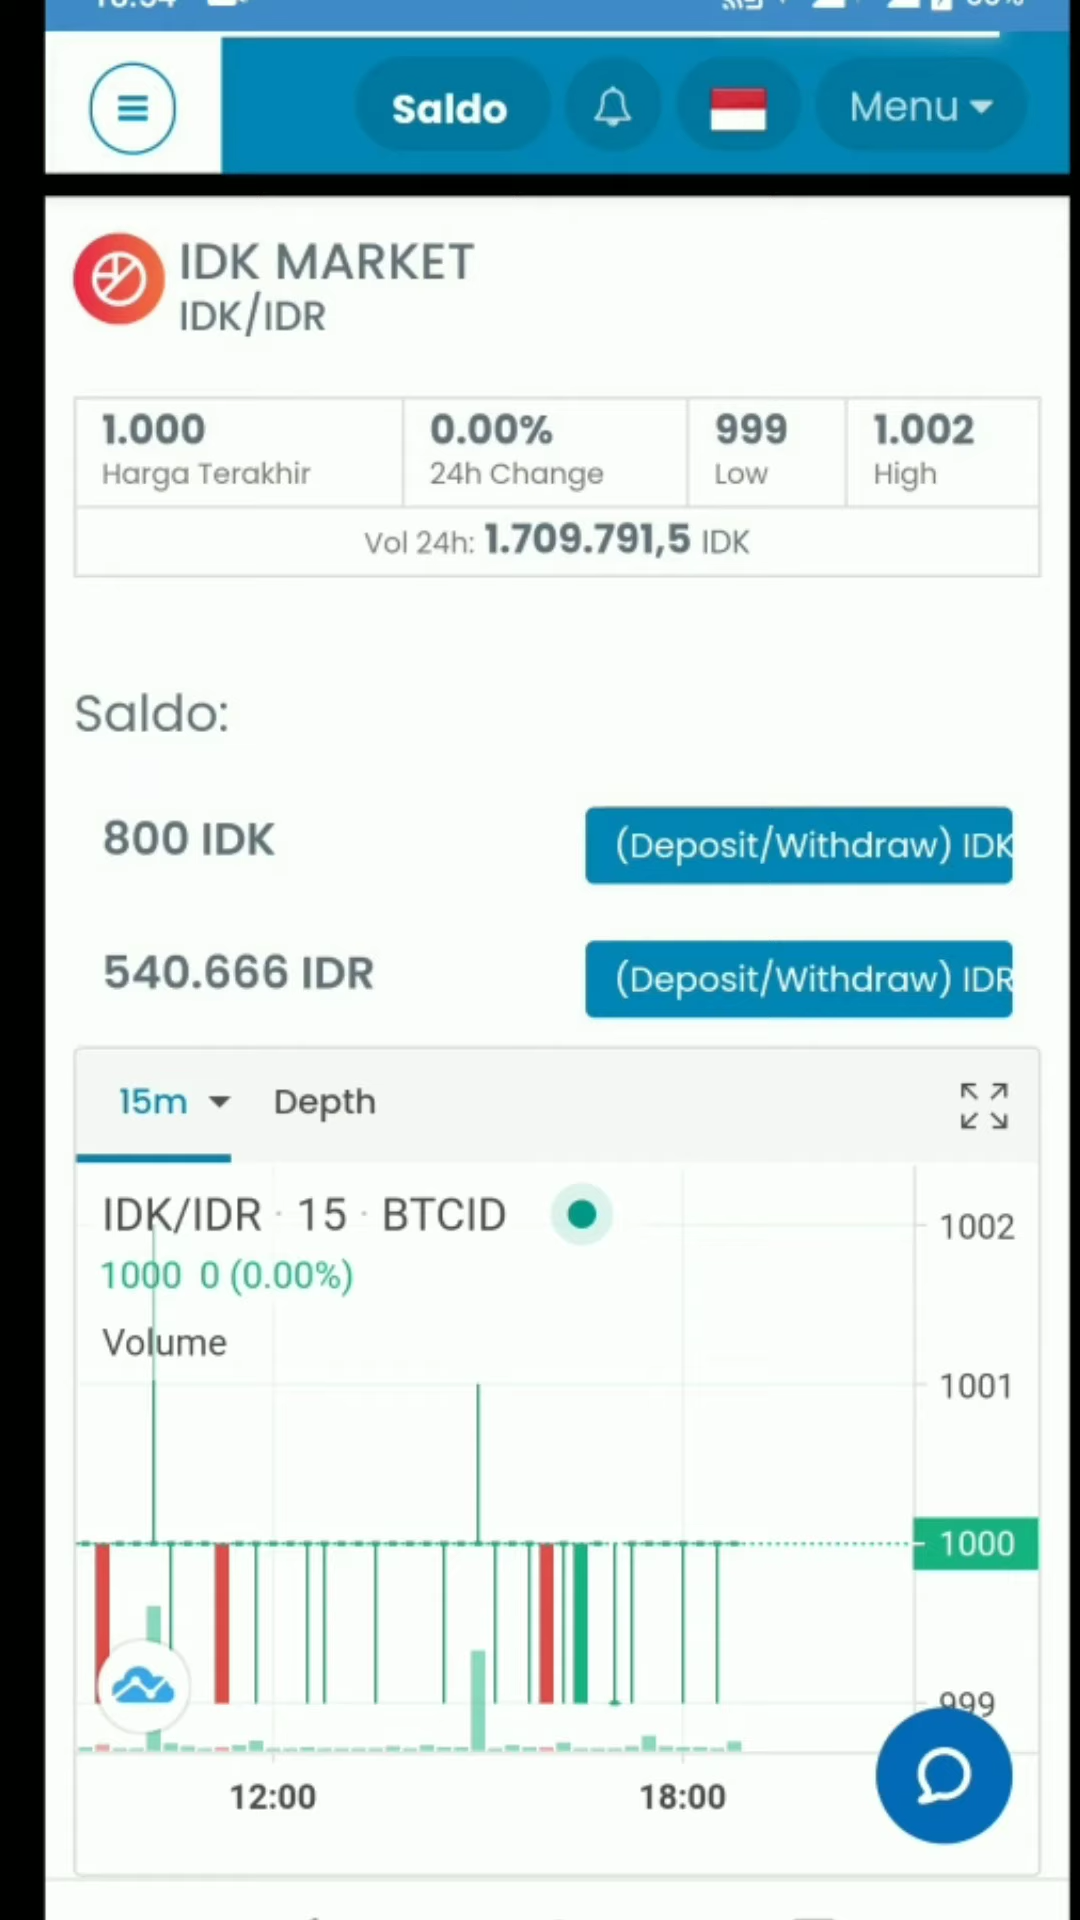 Saldo
Menu
IDK MARKET
IDK/IDR
1.000
Harga Terakhir
0.00%
24h Change
999
Low
1.002
High
Vol 24h: 1.709.791,5 IDK
Saldo:
800 IDK
(Deposit/Withdraw) IDK
540.666 IDR
(Deposit/Withdraw) IDR
15m
Depth
IDK/IDR · 15 · BTCID
1000 0 (0.00%)
Volume
1002
1001
1000
999
12:00
18:00